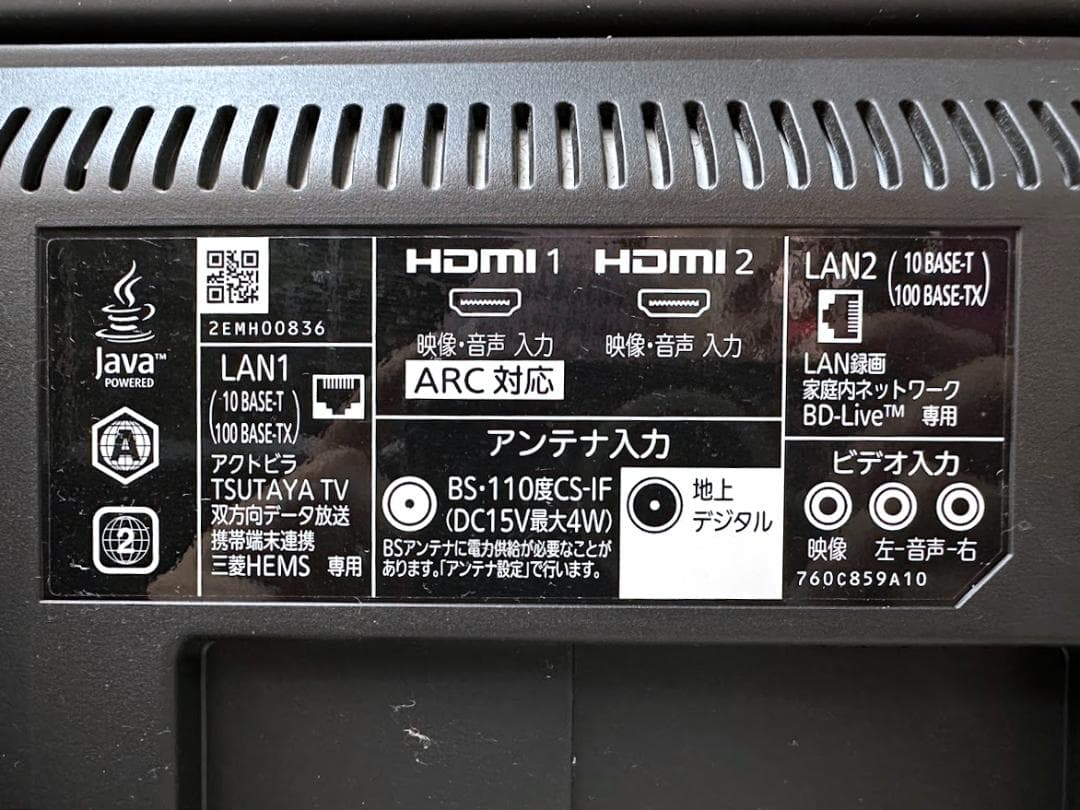 Java™
POWERED
A
2
2EMH00836
LAN1
(10 BASE-T
100 BASE-TX)
アクトビラ
TSUTAYA TV
双方向データ放送
携帯端末連携
三菱HEMS 専用
HDMI 1
映像・音声 入力
ARC 対応
HDMI 2
映像・音声 入力
アンテナ入力
BS・110度CS-IF
(DC15V最大4W)
BSアンテナに電力供給が必要なことが
あります。「アンテナ設定」で行います。
地上
デジタル
LAN2 (10 BASE-T
100 BASE-TX)
LAN録画
家庭内ネットワーク
BD-Live™ 専用
ビデオ入力
映像 左-音声-右
760C859A10